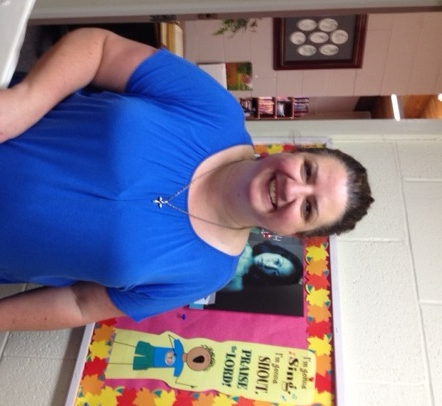 I'm gonna
Sing,
I'm gonna
SHOUT,
PRAISE
the LORD!